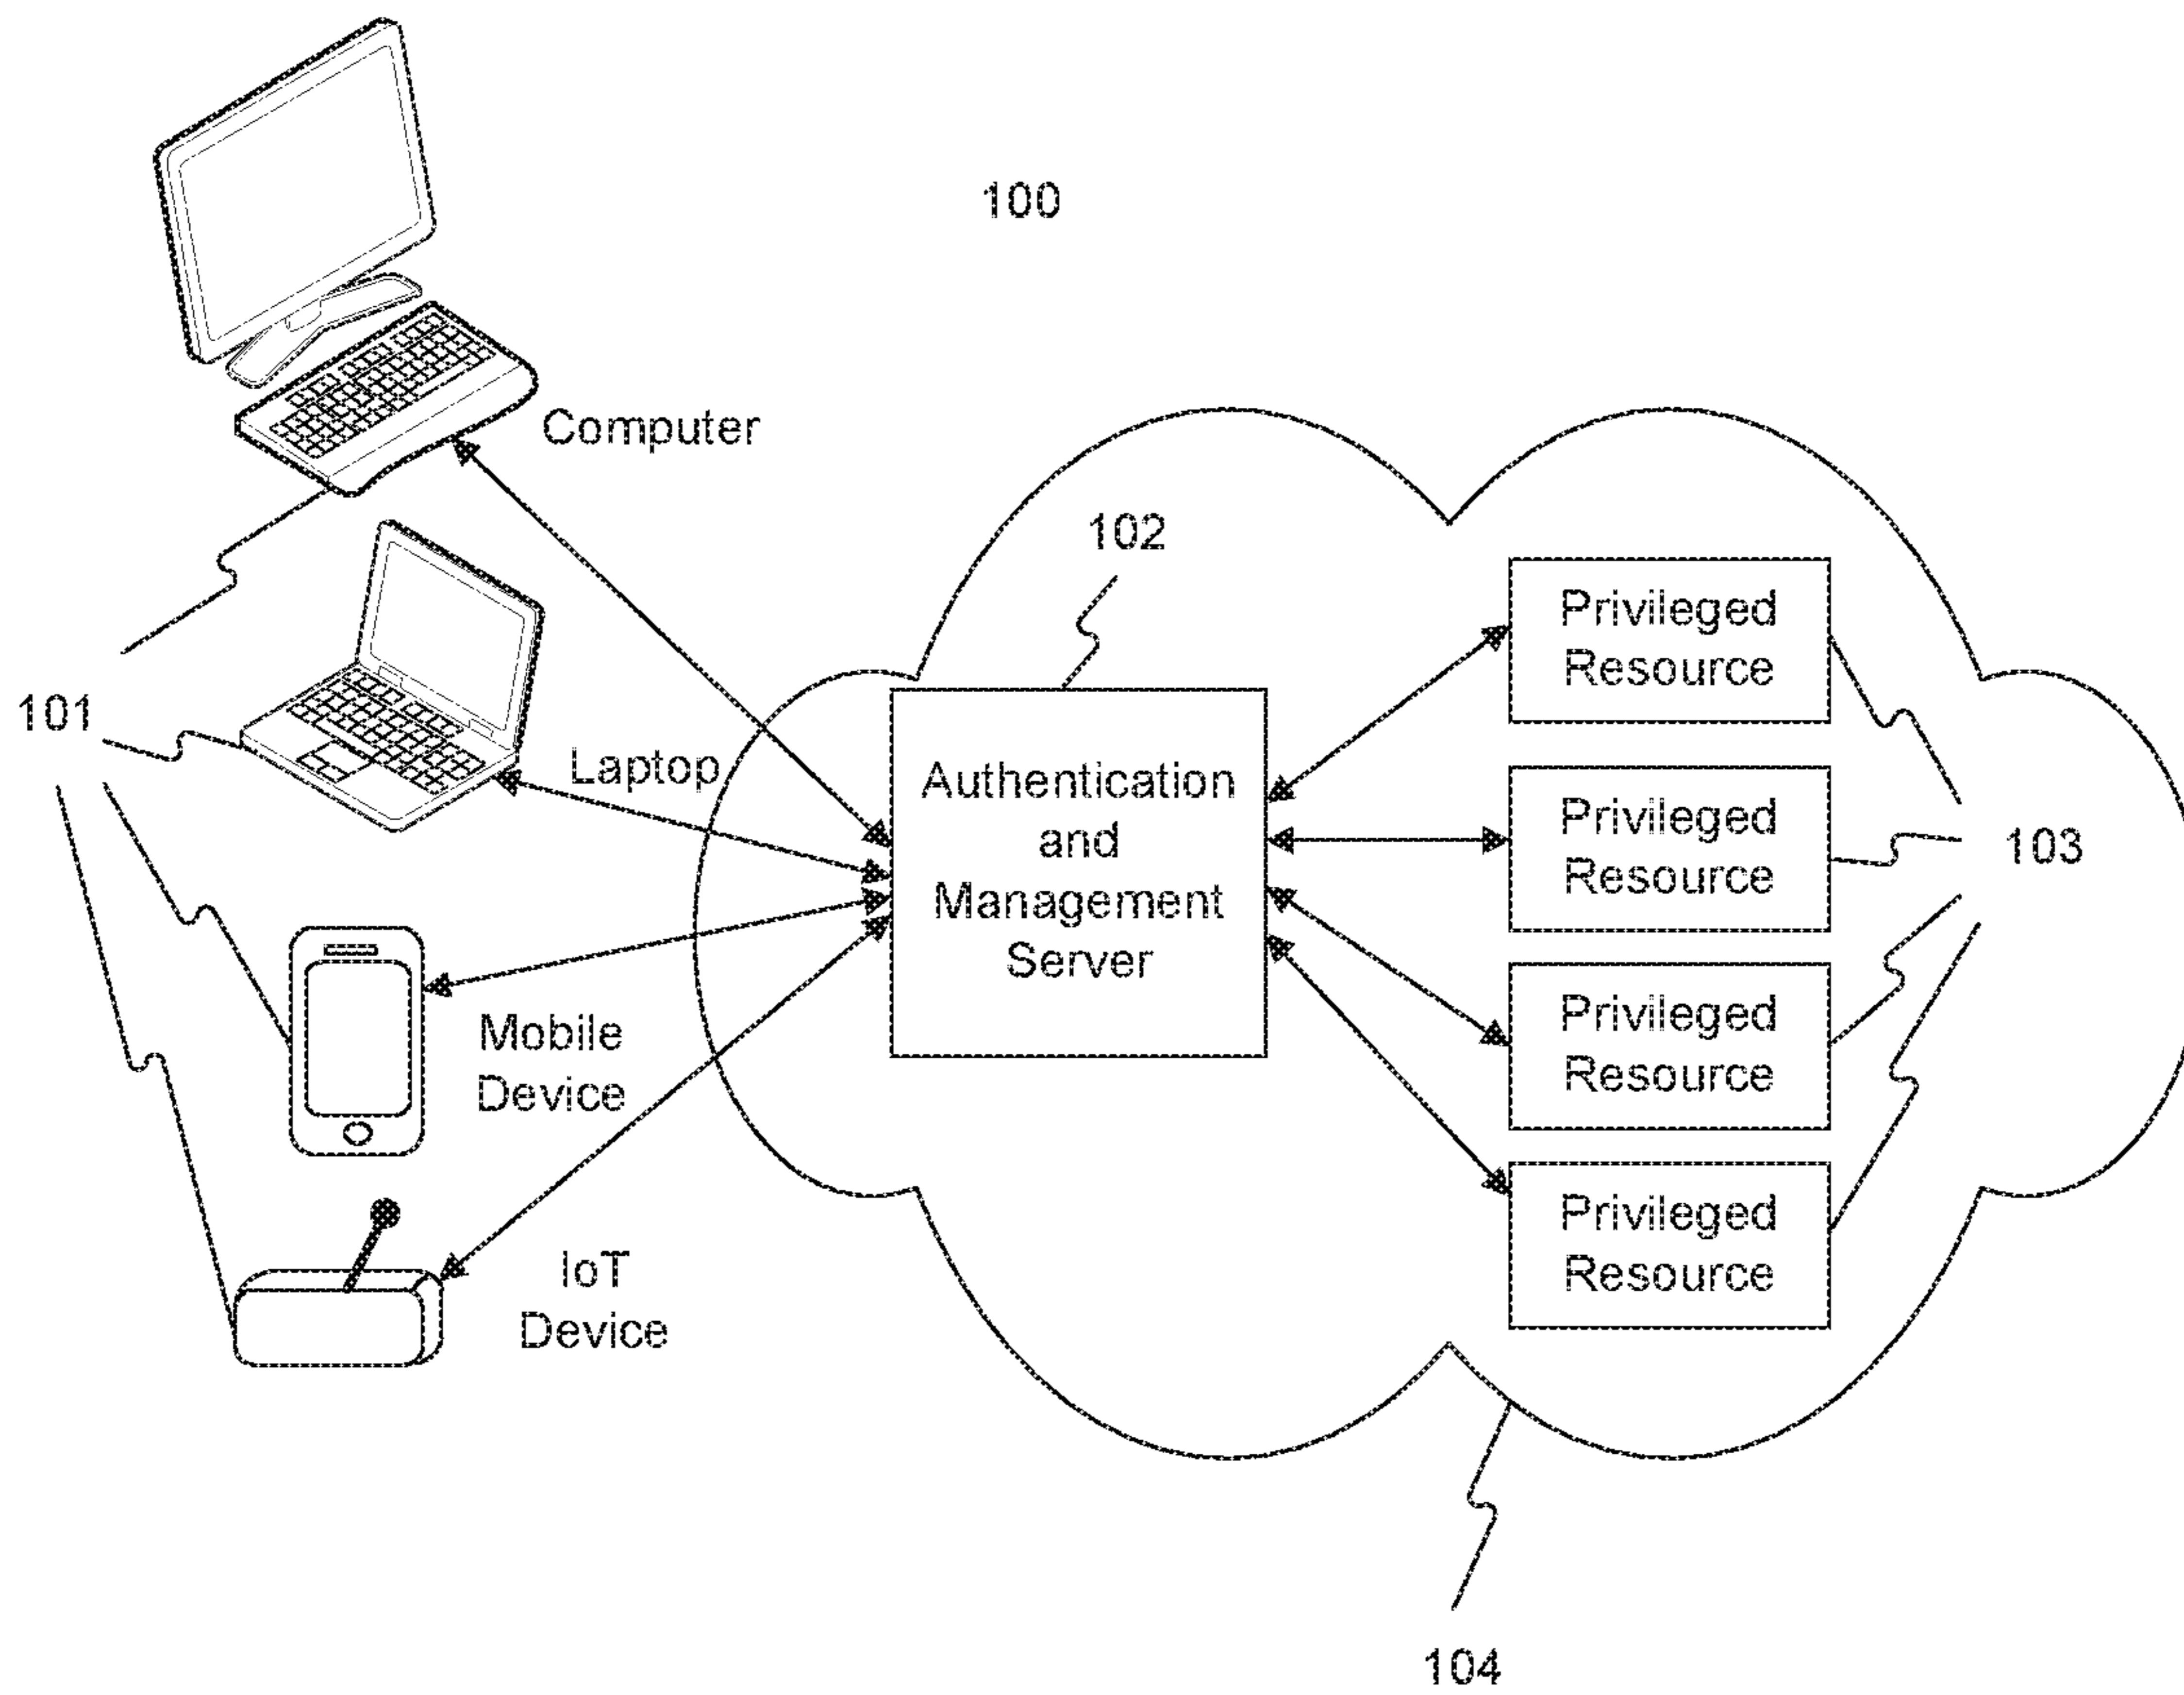 100
Computer
102
101
Laptop
Mobile
Device
IoT
Device
Authentication
and
Management
Server
Privileged
Resource
Privileged
Resource
Privileged
Resource
Privileged
Resource
103
104